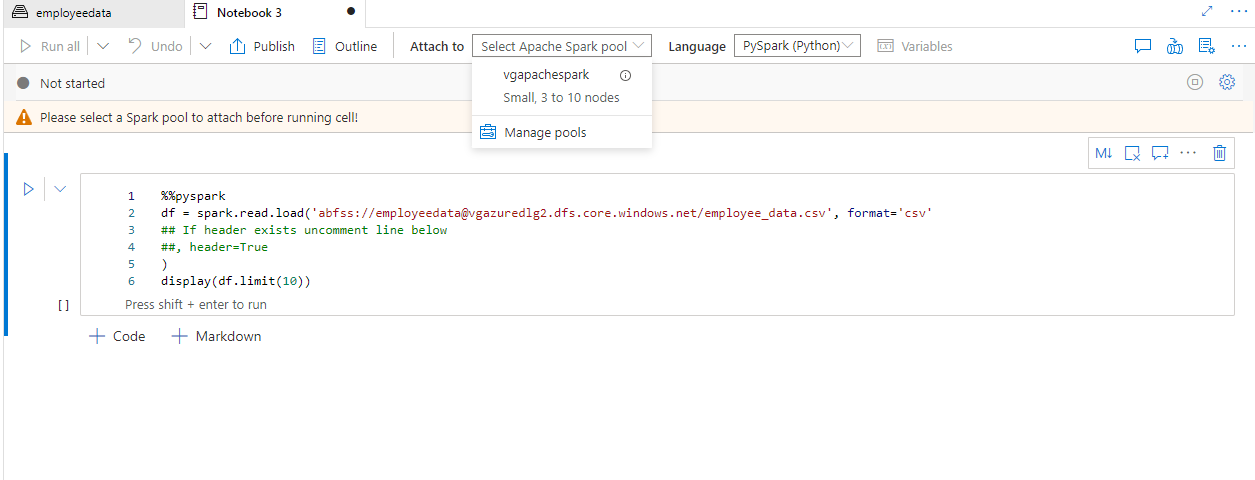 employeedata
Notebook 3
Run all Undo Publish Outline Attach to Select Apache Spark pool Language PySpark (Python) Variables
vgapachespark
Small, 3 to 10 nodes
Manage pools
Not started
Please select a Spark pool to attach before running cell!
M↓
1 %%pyspark
2 df = spark.read.load('abfss://employeedata@vgazuredlg2.dfs.core.windows.net/employee_data.csv', format='csv'
3 ## If header exists uncomment line below
4 ##, header=True
5 )
6 display(df.limit(10))
[ ] Press shift + enter to run
+ Code + Markdown